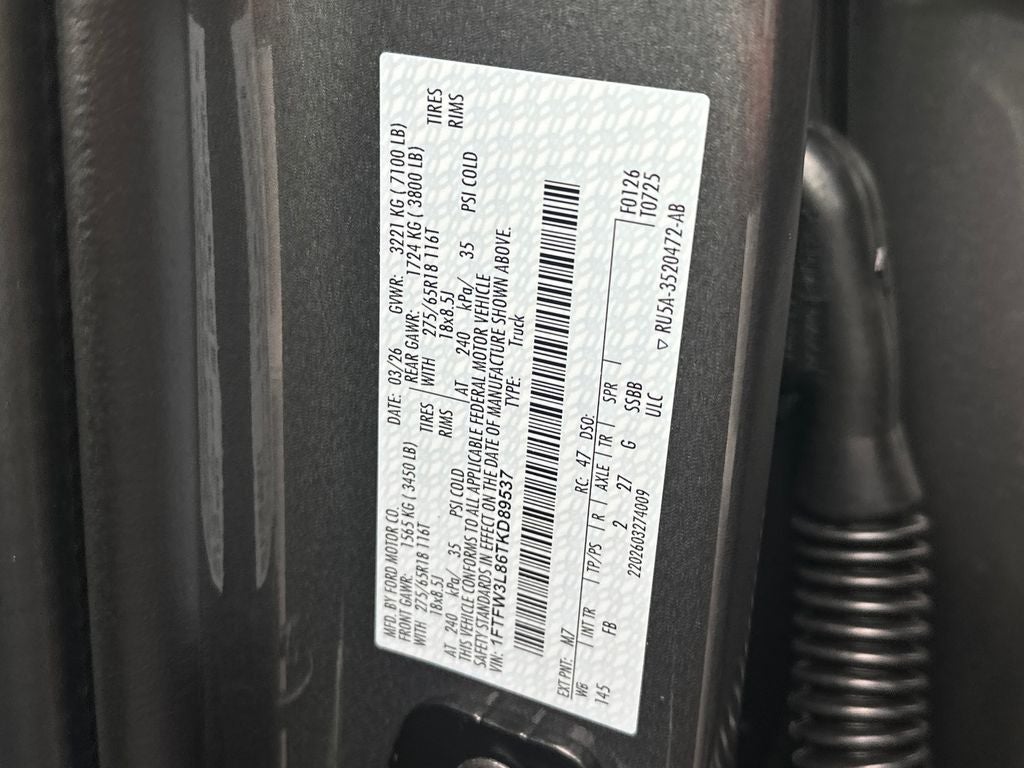 MFD. BY FORD MOTOR CO.
DATE: 03/26 GVWR: 3221 KG ( 7100 LB)
FRONT GAWR: 1565 KG ( 3450 LB) REAR GAWR: 1724 KG ( 3800 LB)
WITH 275/65R18 116T TIRES WITH 275/65R18 116T TIRES
18x8.5J RIMS 18x8.5J RIMS
AT 240 kPa/ 35 PSI COLD AT 240 kPa/ 35 PSI COLD
THIS VEHICLE CONFORMS TO ALL APPLICABLE FEDERAL MOTOR VEHICLE
SAFETY STANDARDS IN EFFECT ON THE DATE OF MANUFACTURE SHOWN ABOVE.
VIN: 1FTFW3L86TKD89537 TYPE: Truck
EXT PNT: M7 RC: 47 DSO: F0126
WB INT TR TP/PS R AXLE TR SPR T0725
145 FB 2 27 G SSBB
2202603274009 ULC
▽ RU5A-3520472-AB